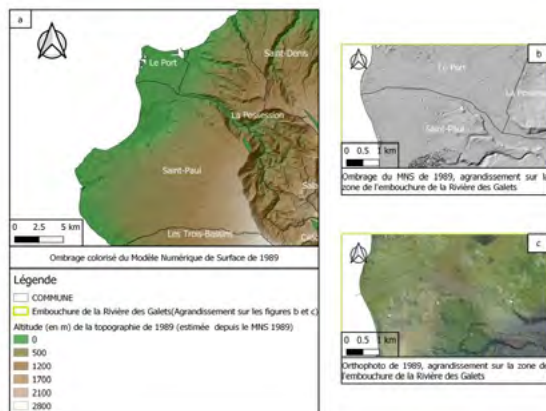 a
Le Port
Saint-Denis
La Possession
Saint-Paul
Les Trois-Bassins
0 2.5 5 km
Ombrage colorisé du Modèle Numérique de Surface de 1989
Légende
COMMUNE
Embouchure de la Rivière des Galets(Agrandissement sur les figures b et c)
Altitude (en m) de la topographie de 1989 (estimée depuis le MNS 1989)
0
500
1200
1700
2100
2800
b
Le Port
Saint-Paul
0 0.5 1 km
Ombrage du MNS de 1989, agrandissement sur la
zone de l'embouchure de la Rivière des Galets
c
0 0.5 1 km
Orthophoto de 1989, agrandissement sur la zone de
l'embouchure de la Rivière des Galets